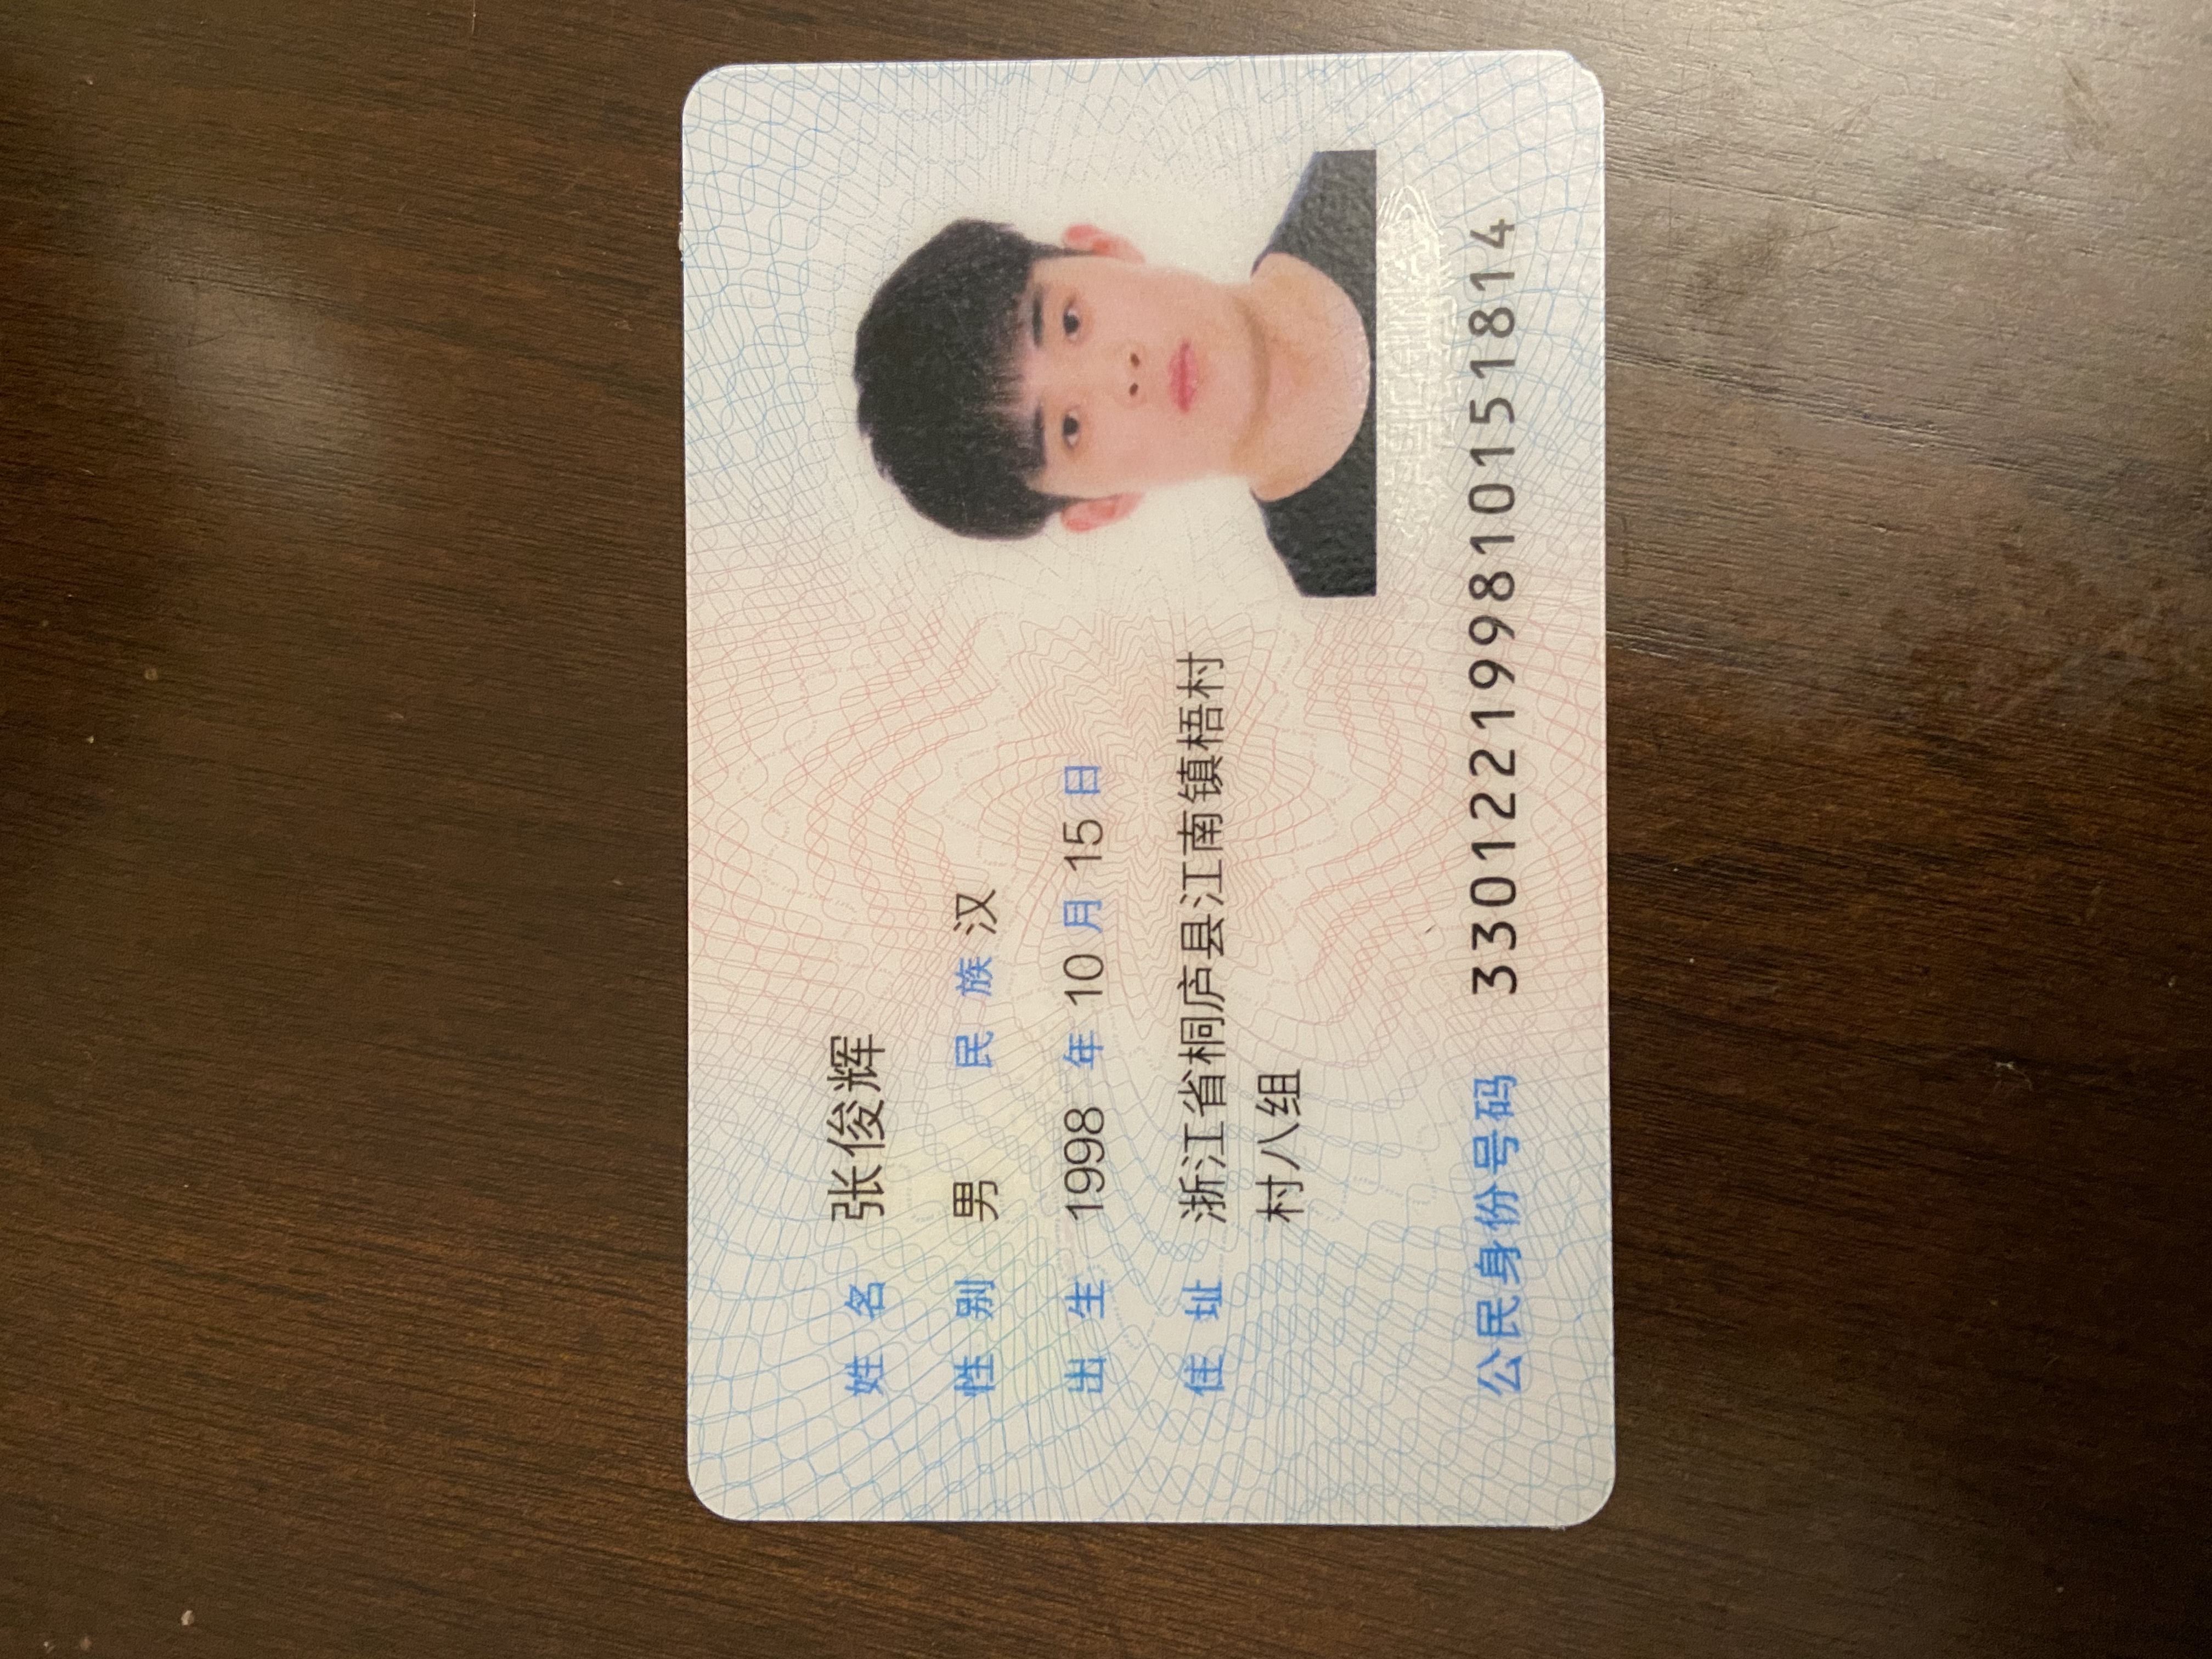 姓名 张俊辉
性别 男 民族 汉
出生 1998 年 10 月 15 日
住址 浙江省桐庐县江南镇梧村
村八组
公民身份号码 330122199810151814